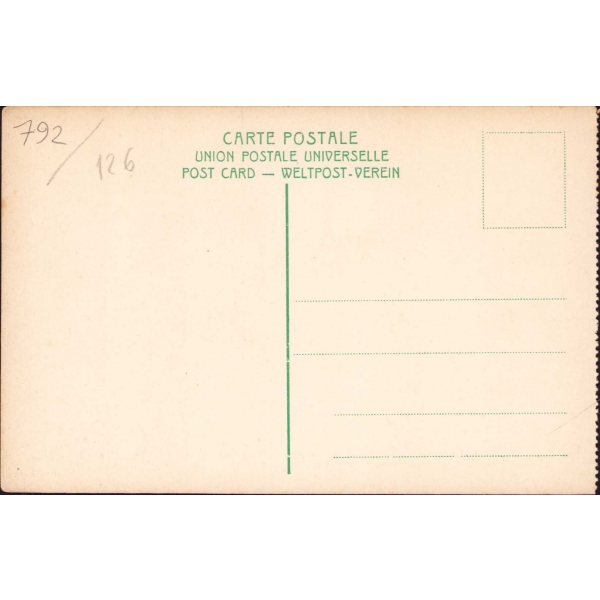 792 / 126
CARTE POSTALE
UNION POSTALE UNIVERSELLE
POST CARD — WELTPOST-VEREIN